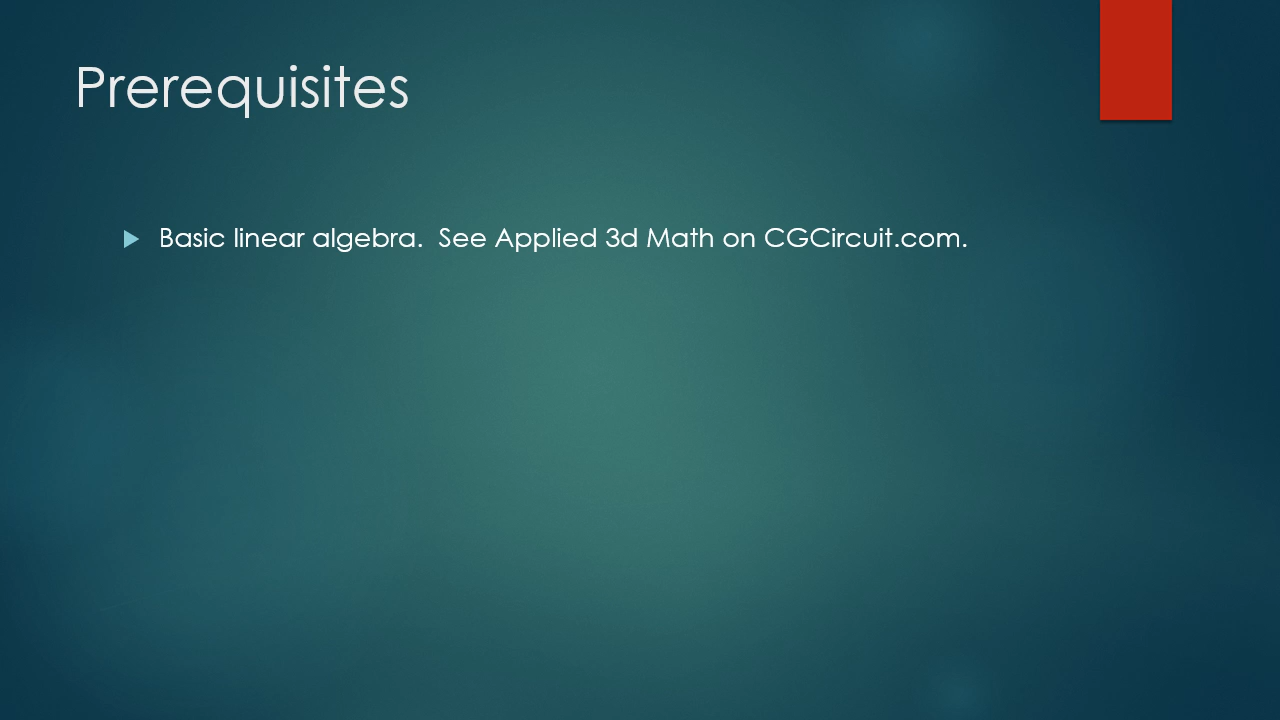 Prerequisites
Basic linear algebra.  See Applied 3d Math on CGCircuit.com.